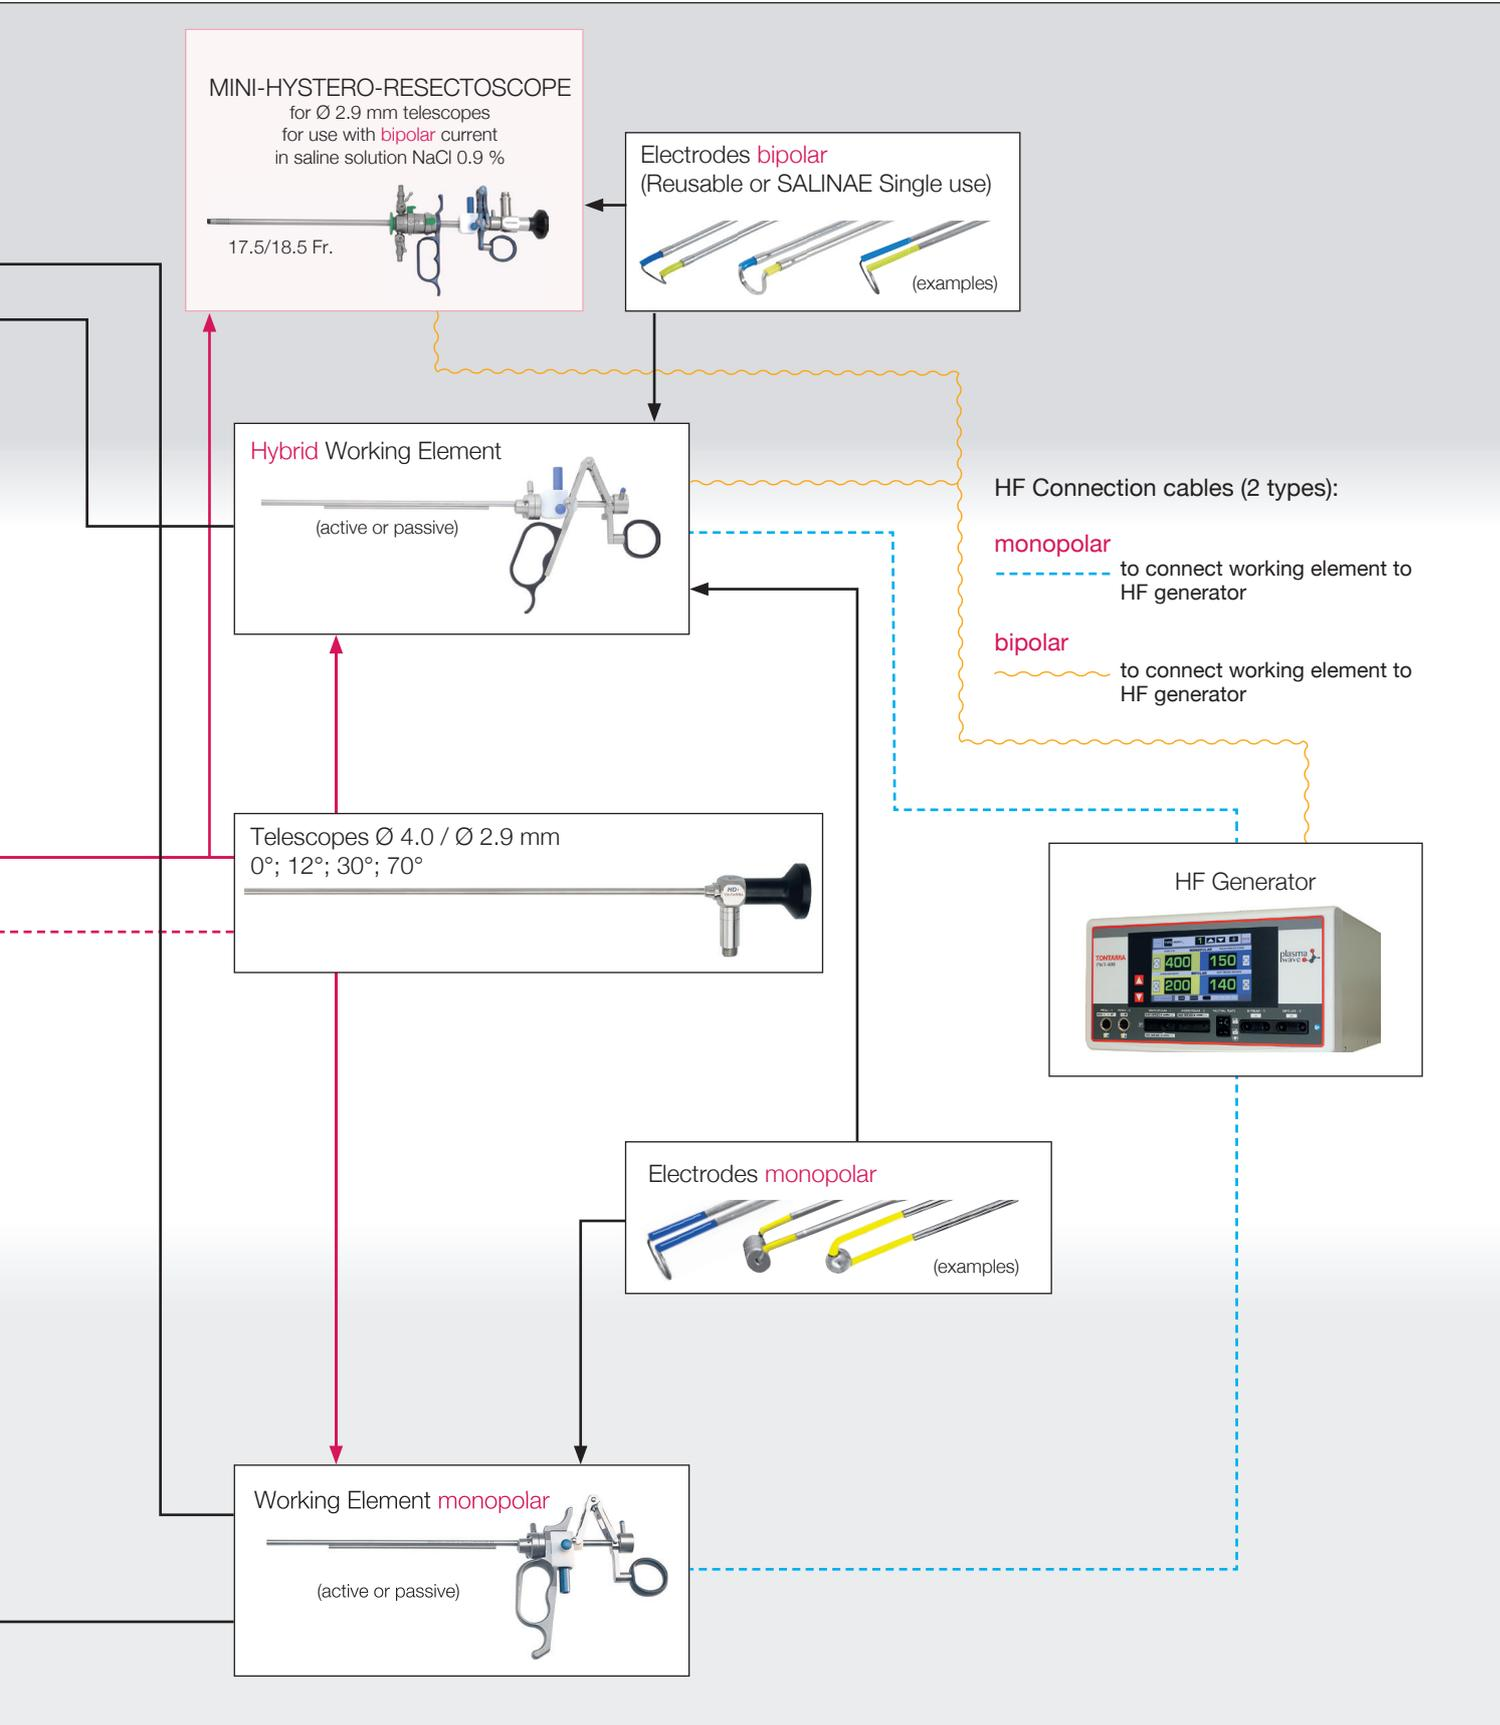 MINI-HYSTERO-RESECTOSCOPE
for Ø 2.9 mm telescopes
for use with bipolar current
in saline solution NaCl 0.9 %
17.5/18.5 Fr.
Electrodes bipolar
(Reusable or SALINAE Single use)
(examples)
Hybrid Working Element
(active or passive)
HF Connection cables (2 types):
monopolar
to connect working element to
HF generator
bipolar
to connect working element to
HF generator
Telescopes Ø 4.0 / Ø 2.9 mm
0°; 12°; 30°; 70°
HD+
HF Generator
TONTARRA
plasma
wave
400
150
200
140
Electrodes monopolar
(examples)
Working Element monopolar
(active or passive)